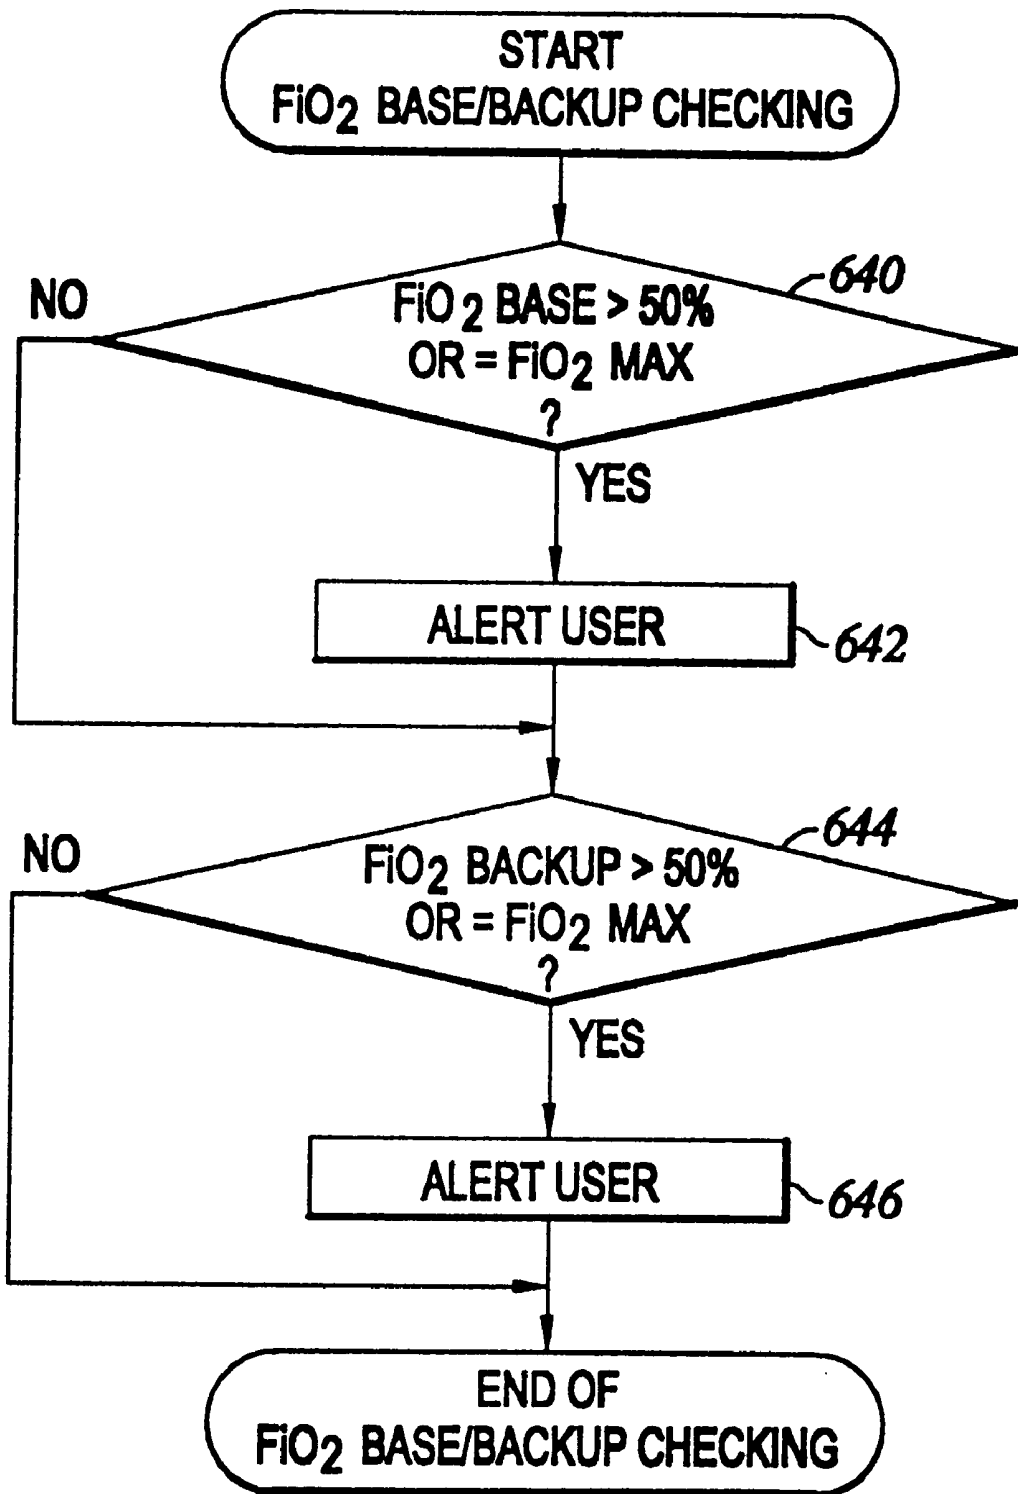 START
FiO2 BASE/BACKUP CHECKING
640
NO
FiO2 BASE > 50%
OR = FiO2 MAX
?
YES
ALERT USER
642
644
NO
FiO2 BACKUP > 50%
OR = FiO2 MAX
?
YES
ALERT USER
646
END OF
FiO2 BASE/BACKUP CHECKING